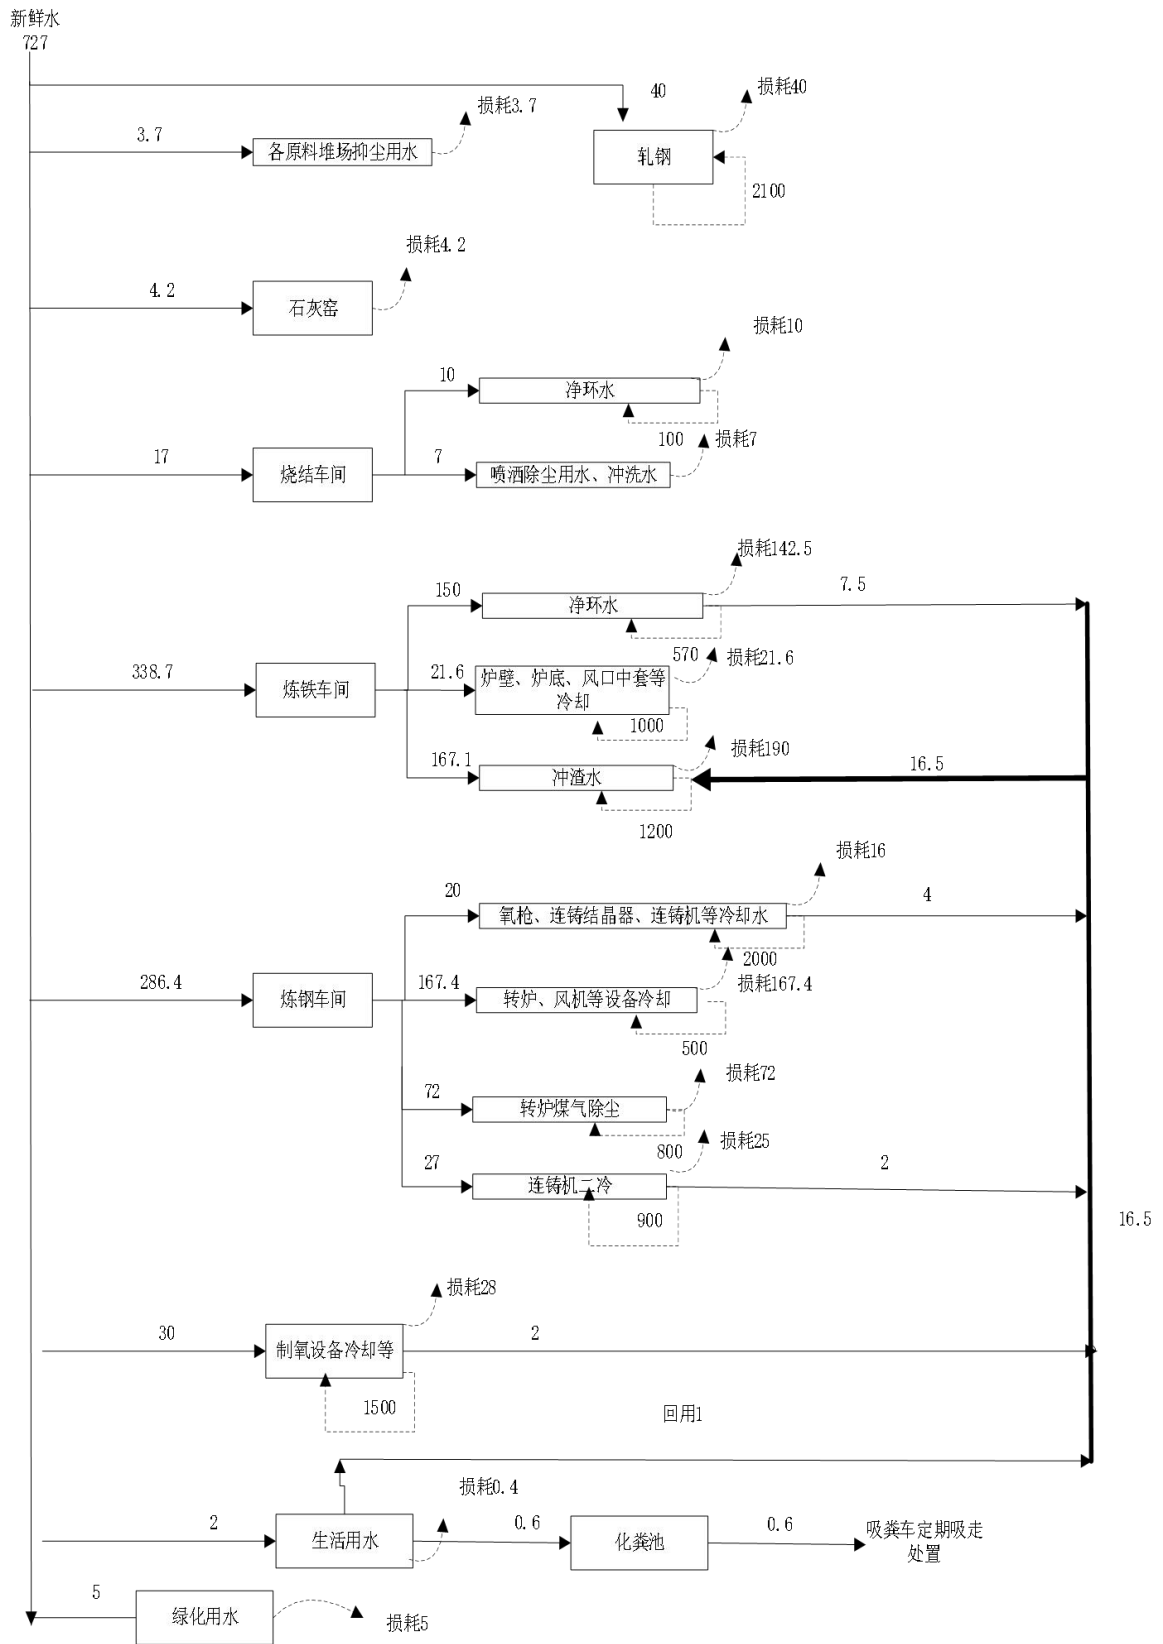 新鲜水
727
40
损耗40
损耗3.7
3.7
各原料堆场抑尘用水
轧钢
2100
损耗4.2
4.2
石灰窑
损耗10
10
净环水
100
损耗7
17
烧结车间
7
喷洒除尘用水、冲洗水
损耗142.5
7.5
150
净环水
570
损耗21.6
338.7
炼铁车间
21.6
炉壁、炉底、风口中套等
冷却
1000
损耗190
167.1
冲渣水
16.5
1200
损耗16
20
氧枪、连铸结晶器、连铸机等冷却水
4
2000
损耗167.4
286.4
炼钢车间
167.4
转炉、风机等设备冷却
500
损耗72
72
转炉煤气除尘
800
损耗25
27
连铸机二冷
2
900
16.5
损耗28
30
制氧设备冷却等
2
1500
回用1
损耗0.4
2
生活用水
0.6
化粪池
0.6
吸粪车定期吸走
处置
5
绿化用水
损耗5